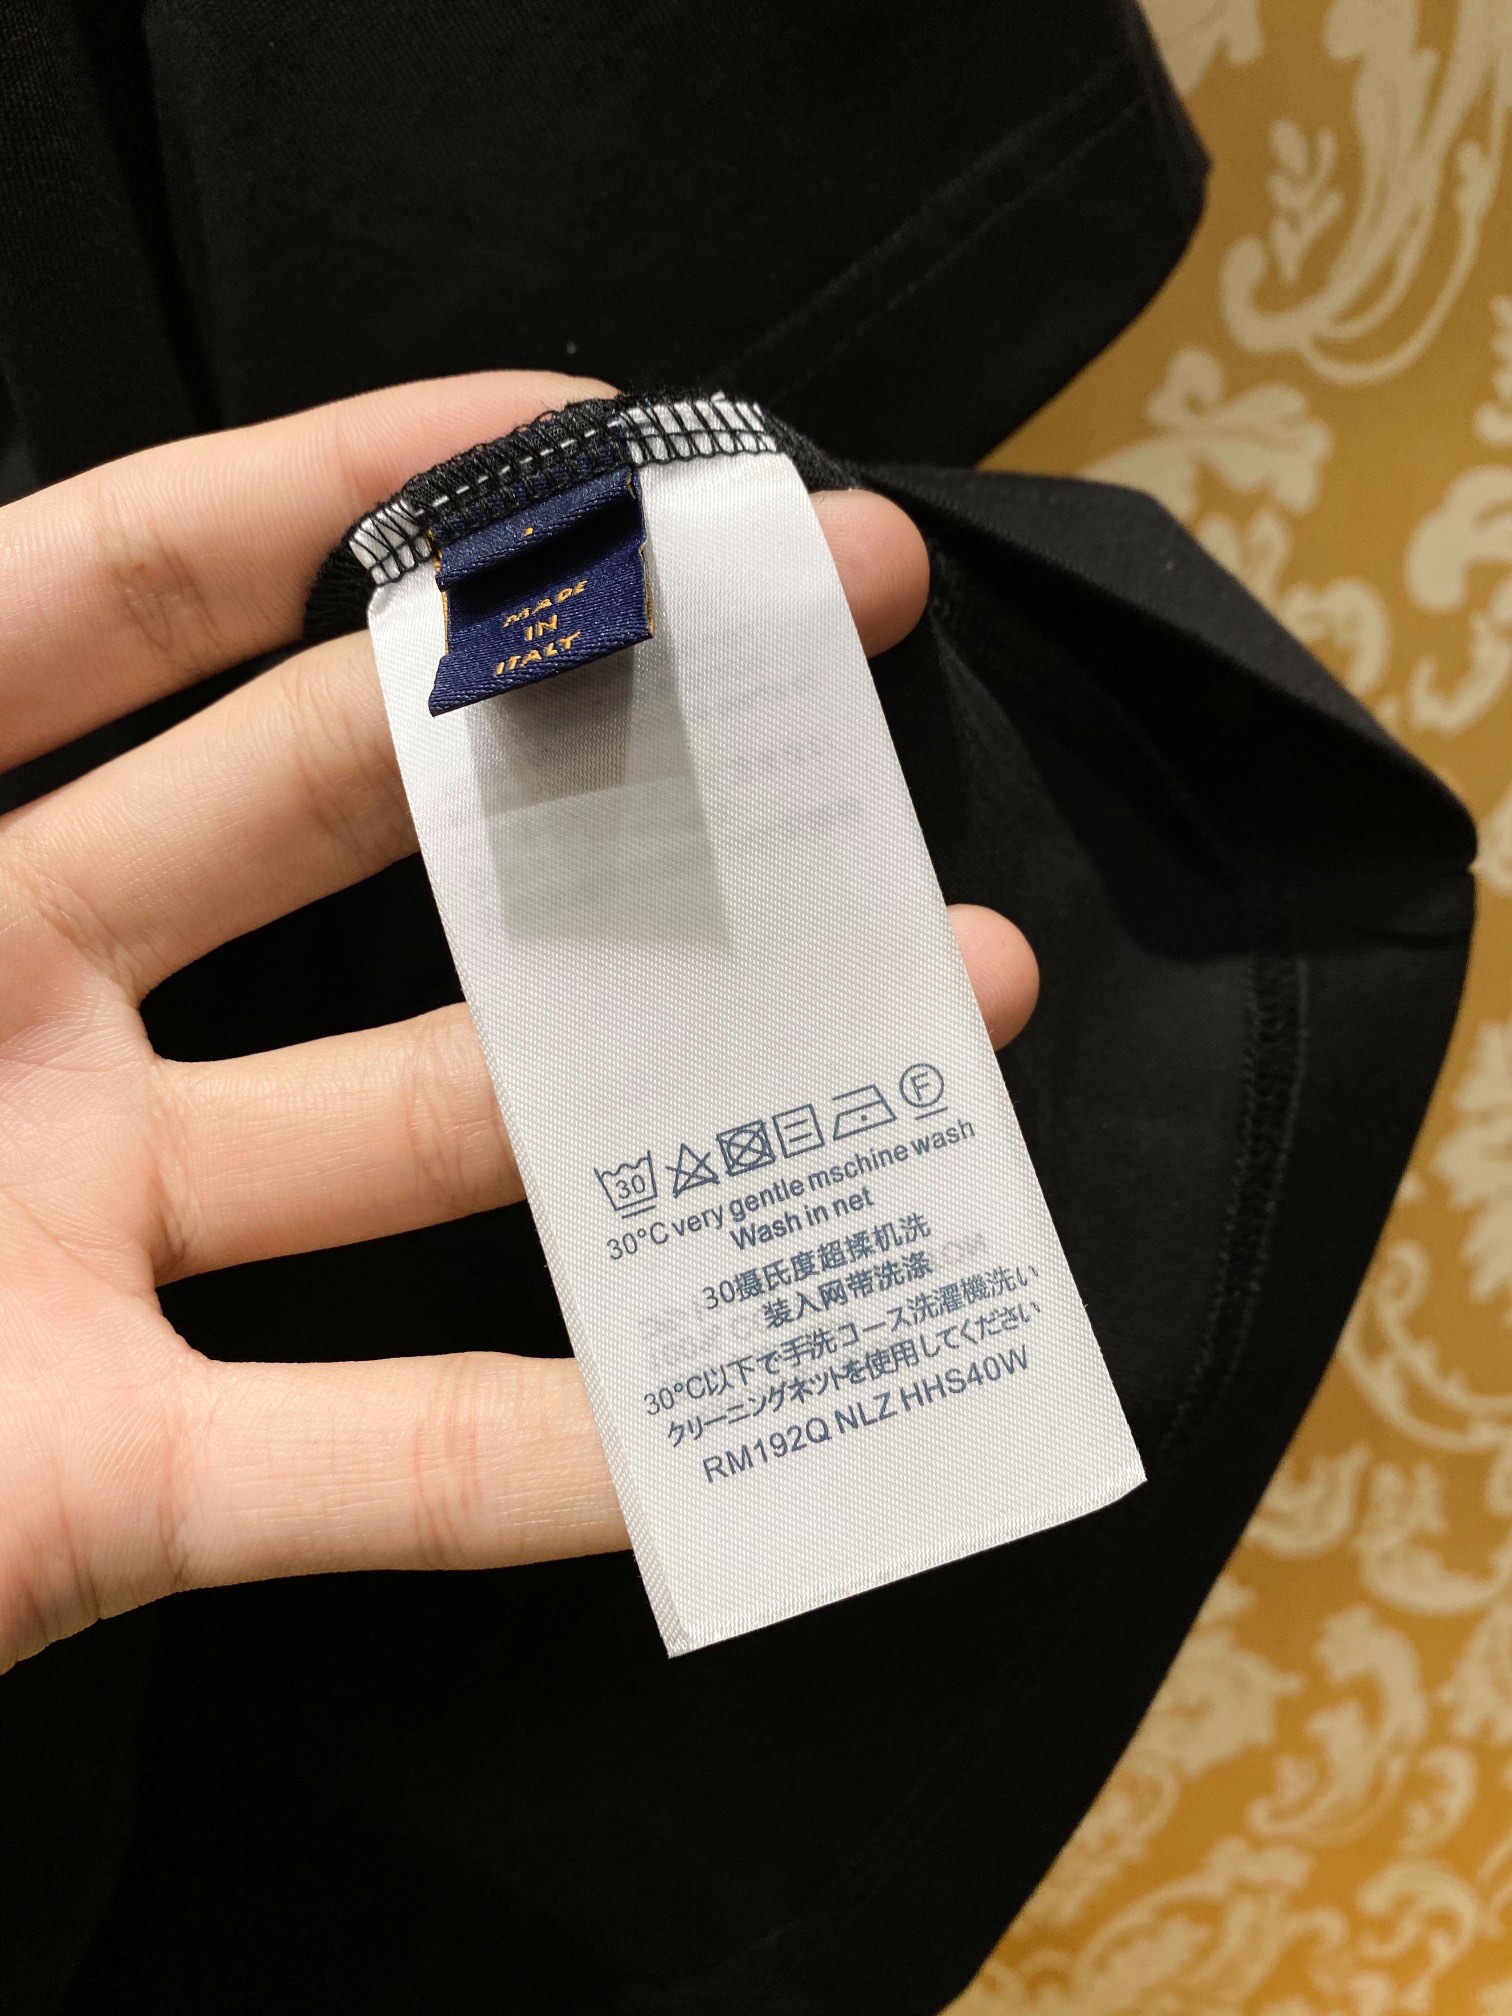 MADE
IN
ITALY
30
F
30°C very gentle mschine wash
Wash in net
30摄氏度超揉机洗
装入网带洗涤
30°C以下で手洗コース洗濯機洗い
クリーニングネットを使用してください
RM192Q NLZ HHS40W